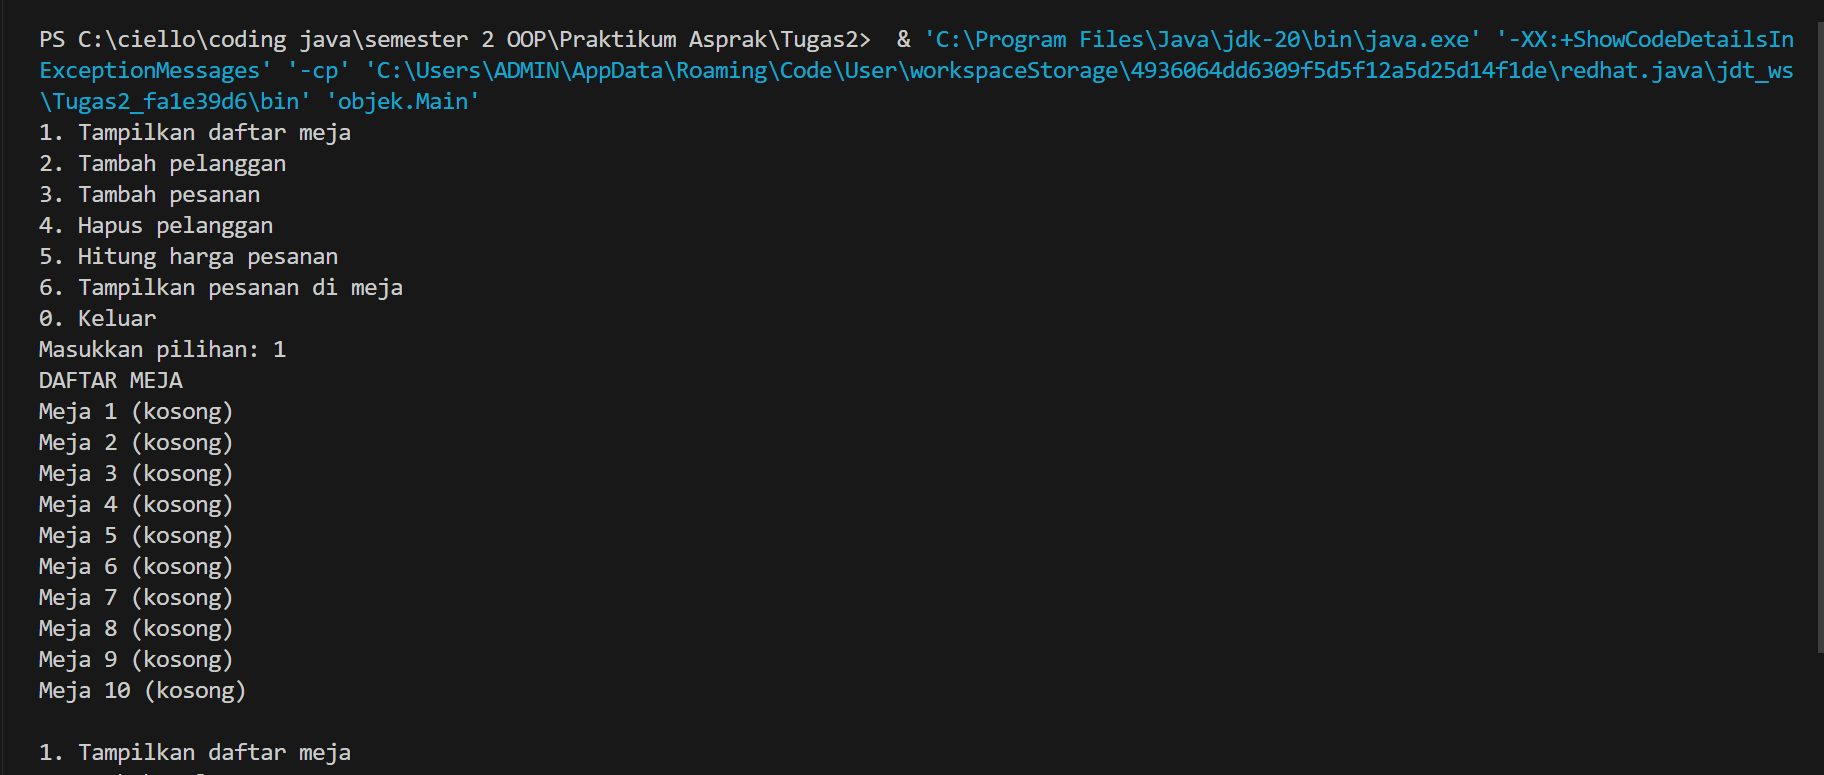 PS C:\ciello\coding java\semester 2 OOP\Praktikum Asprak\Tugas2>  & 'C:\Program Files\Java\jdk-20\bin\java.exe' '-XX:+ShowCodeDetailsIn
ExceptionMessages' '-cp' 'C:\Users\ADMIN\AppData\Roaming\Code\User\workspaceStorage\4936064dd6309f5d5f12a5d25d14f1de\redhat.java\jdt_ws
\Tugas2_fa1e39d6\bin' 'objek.Main'
1. Tampilkan daftar meja
2. Tambah pelanggan
3. Tambah pesanan
4. Hapus pelanggan
5. Hitung harga pesanan
6. Tampilkan pesanan di meja
0. Keluar
Masukkan pilihan: 1
DAFTAR MEJA
Meja 1 (kosong)
Meja 2 (kosong)
Meja 3 (kosong)
Meja 4 (kosong)
Meja 5 (kosong)
Meja 6 (kosong)
Meja 7 (kosong)
Meja 8 (kosong)
Meja 9 (kosong)
Meja 10 (kosong)
1. Tampilkan daftar meja